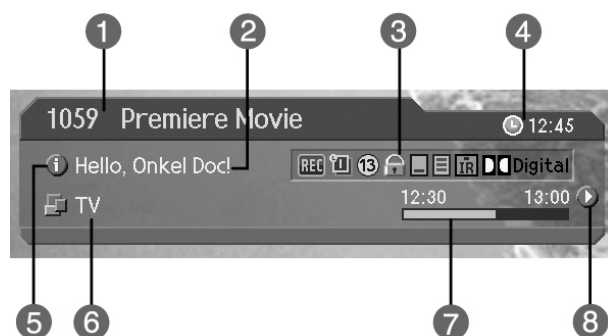 1 2 3 4
1059 Premiere Movie 12:45
i Hello, Onkel Doc! REC 13 IR Digital
TV 12:30 13:00
5 6 7 8